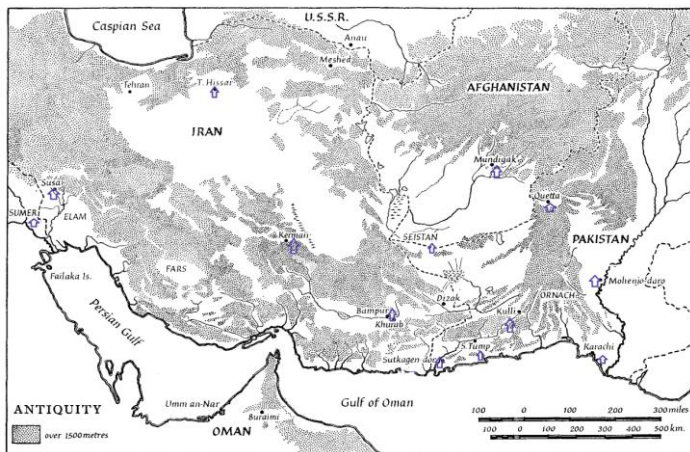 U.S.S.R.
Caspian Sea
Anau
Meshed
Tehran
T. Hissar
AFGHANISTAN
IRAN
Mundigak
Susa
Quetta
SUMER
ELAM
Kerman
SEISTAN
PAKISTAN
Failaka Is.
FARS
Mohenjo-daro
Dizak
ORNACH
Persian Gulf
Bampur
Kulli
Khurab
Sutkagen-dor
S.Tump
Karachi
Umm an-Nar
Gulf of Oman
ANTIQUITY
Buraimi
100 0 100 200 300 miles
over 1500 metres
OMAN
100 0 100 200 300 400 500 km.